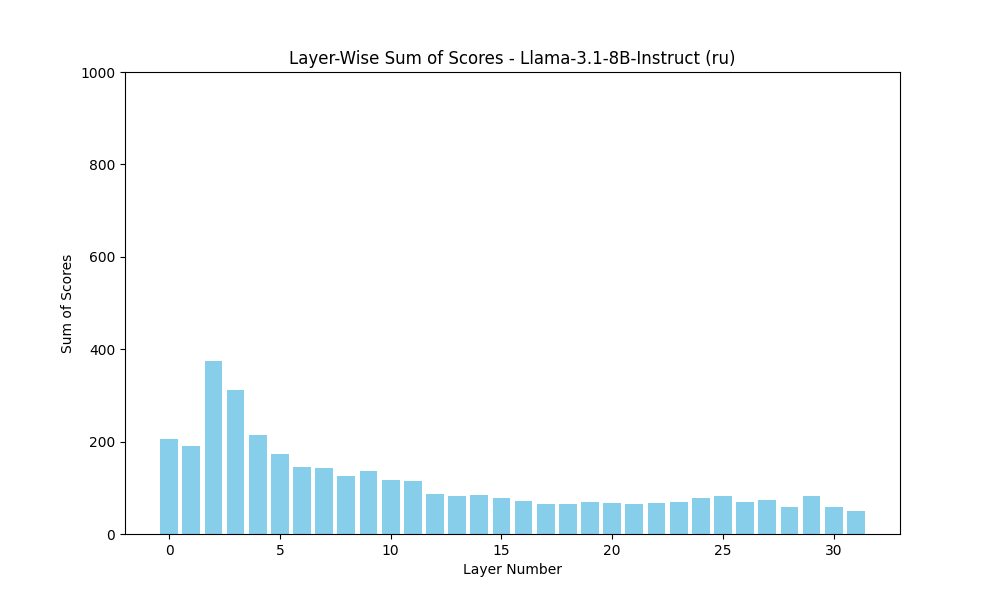 Layer-Wise Sum of Scores - Llama-3.1-8B-Instruct (ru)
1000
800
600
400
200
0
Sum of Scores
0 5 10 15 20 25 30
Layer Number